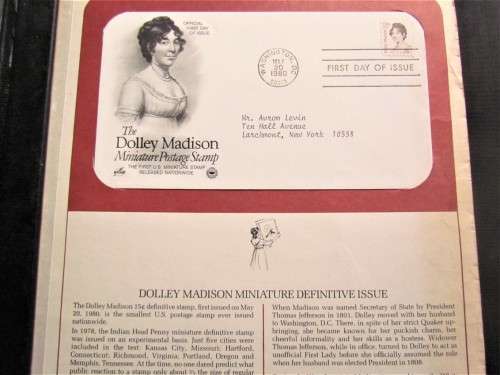 OFFICIAL
FIRST DAY
OF ISSUE
WASHINGTON, DC
MAY
20
1980
FIRST DAY OF ISSUE
Mr. Avron Levin
Ten Hall Avenue
Larchmont, New York 10538
The
Dolley Madison
Miniature Postage Stamp
THE FIRST U.S. MINIATURE STAMP
RELEASED NATIONWIDE
DOLLEY MADISON MINIATURE DEFINITIVE ISSUE
The Dolley Madison 15¢ definitive stamp, first issued on May
20, 1980, is the smallest U.S. postage stamp ever issued
nationwide.
In 1978, the Indian Head Penny miniature definitive stamp
was issued on an experimental basis. Just five cities were
included in the test: Kansas City, Missouri; Hartford,
Connecticut; Richmond, Virginia; Portland, Oregon and
Memphis, Tennessee. At the time, no one dared predict what
public reaction to a stamp only about the size of regular
When Madison was named Secretary of State by President
Thomas Jefferson in 1801, Dolley moved with her husband
to Washington, D.C. There, in spite of her strict Quaker up-
bringing, she became known for her puckish charm, her
cheerful informality and her skills as a hostess. Widower
Thomas Jefferson, while in office, turned to Dolley to act as
unofficial First Lady before she officially assumed the role
when her husband was elected President in 1808.